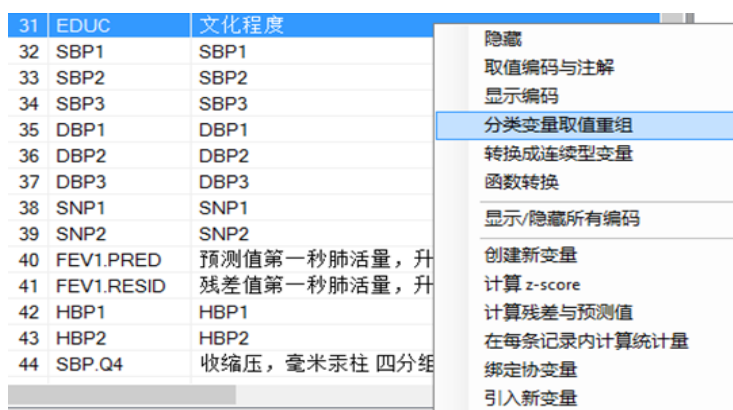 31 EDUC 文化程度
32 SBP1 SBP1
33 SBP2 SBP2
34 SBP3 SBP3
35 DBP1 DBP1
36 DBP2 DBP2
37 DBP3 DBP3
38 SNP1 SNP1
39 SNP2 SNP2
40 FEV1.PRED 预测值第一秒肺活量，升
41 FEV1.RESID 残差值第一秒肺活量，升
42 HBP1 HBP1
43 HBP2 HBP2
44 SBP.Q4 收缩压，毫米汞柱 四分组
隐藏
取值编码与注解
显示编码
分类变量取值重组
转换成连续型变量
函数转换
显示/隐藏所有编码
创建新变量
计算 z-score
计算残差与预测值
在每条记录内计算统计量
绑定协变量
引入新变量